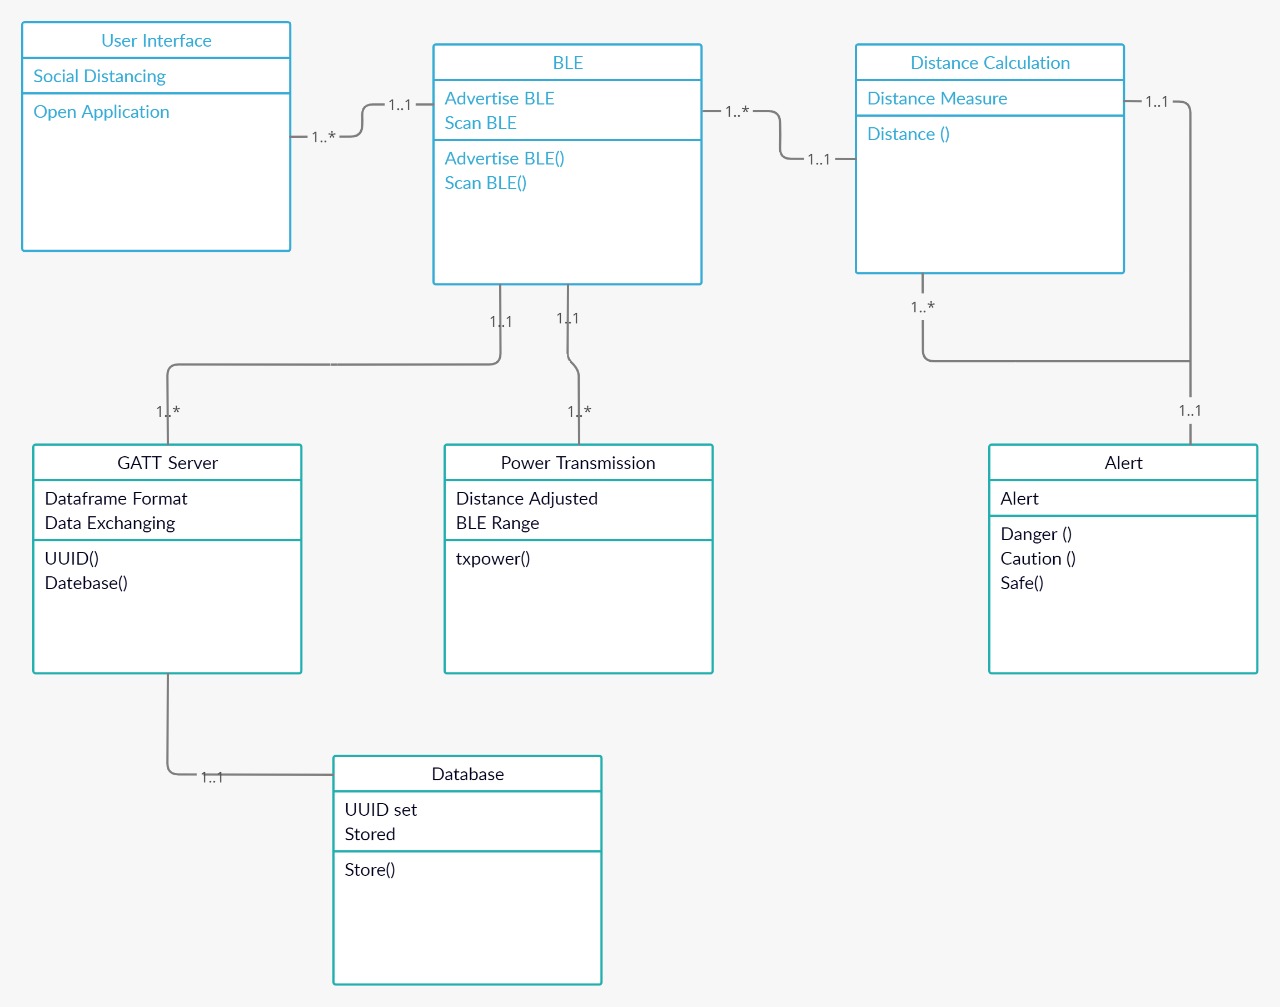 User Interface
Social Distancing
Open Application
1..*
1..1
BLE
Advertise BLE
Scan BLE
Advertise BLE()
Scan BLE()
1..*
1..1
Distance Calculation
Distance Measure
Distance ()
1..1
1..*
1..1
1..1
1..1
1..*
1..*
GATT Server
Dataframe Format
Data Exchanging
UUID()
Datebase()
Power Transmission
Distance Adjusted
BLE Range
txpower()
Alert
Alert
Danger ()
Caution ()
Safe()
1..1
Database
UUID set
Stored
Store()